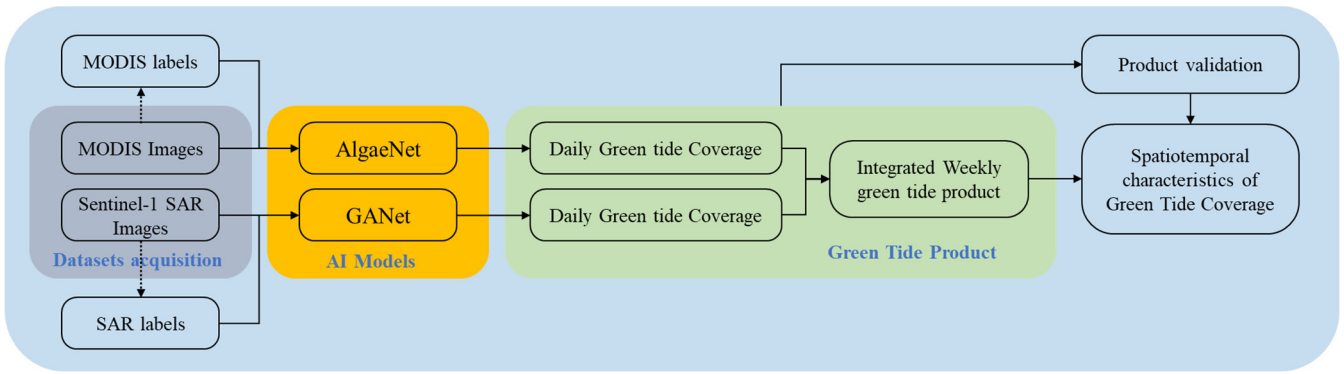 MODIS labels
MODIS Images
Sentinel-1 SAR
Images
Datasets acquisition
SAR labels
AlgaeNet
GANet
AI Models
Daily Green tide Coverage
Daily Green tide Coverage
Integrated Weekly
green tide product
Green Tide Product
Product validation
Spatiotemporal
characteristics of
Green Tide Coverage